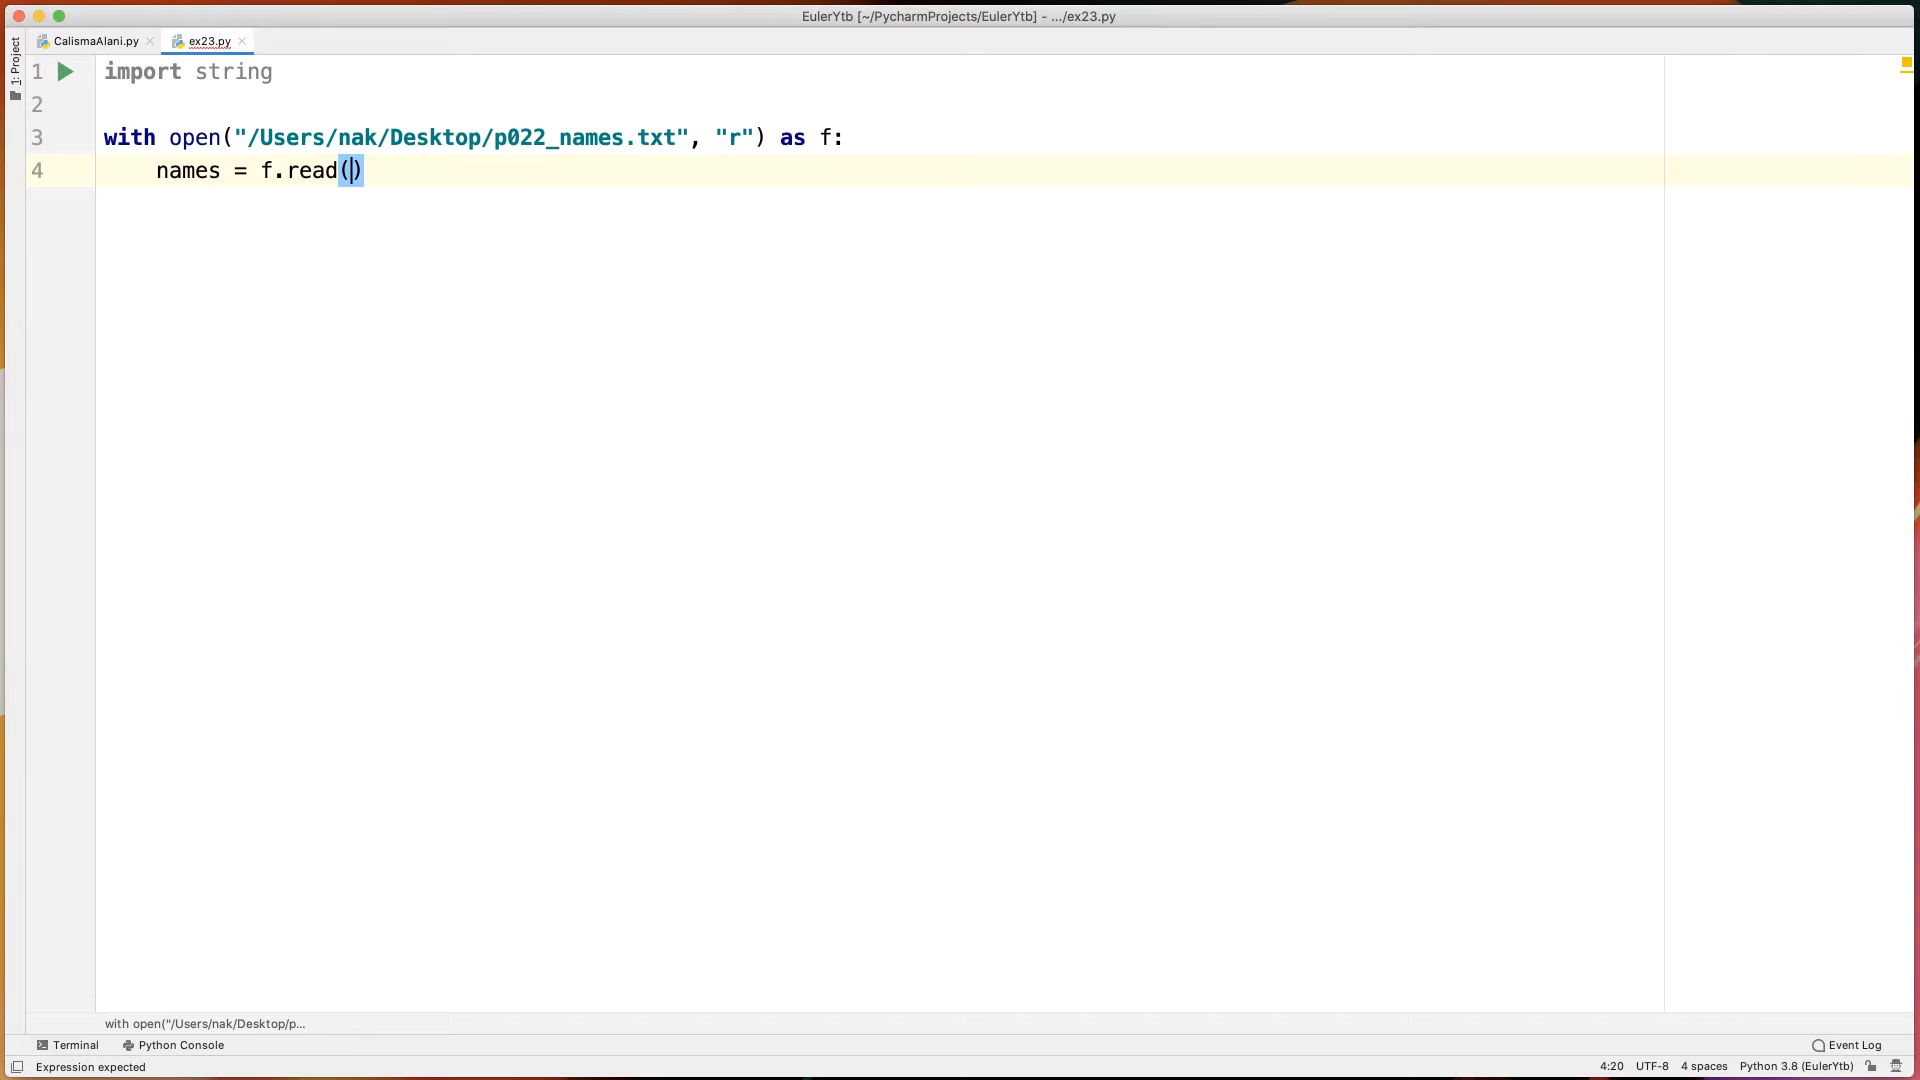 EulerYtb [~/PycharmProjects/EulerYtb] - .../ex23.py
CalismaAlani.py
ex23.py
1: Project
1 import string
2
3 with open("/Users/nak/Desktop/p022_names.txt", "r") as f:
4 names = f.read()
with open("/Users/nak/Desktop/p...
Terminal
Python Console
Event Log
Expression expected
4:20 UTF-8 4 spaces Python 3.8 (EulerYtb)